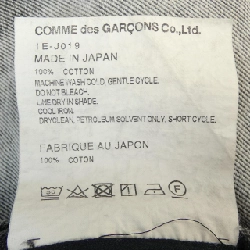 COMME des GARÇONS Co., Ltd.
1E-J019
MADE IN JAPAN
100% COTTON
MACHINE WASH COLD, GENTLE CYCLE.
DO NOT BLEACH.
LINE DRY IN SHADE.
COOL IRON.
DRYCLEAN, PETROLEUM SOLVENT ONLY, SHORT CYCLE.
FABRIQUE AU JAPON
100% COTON